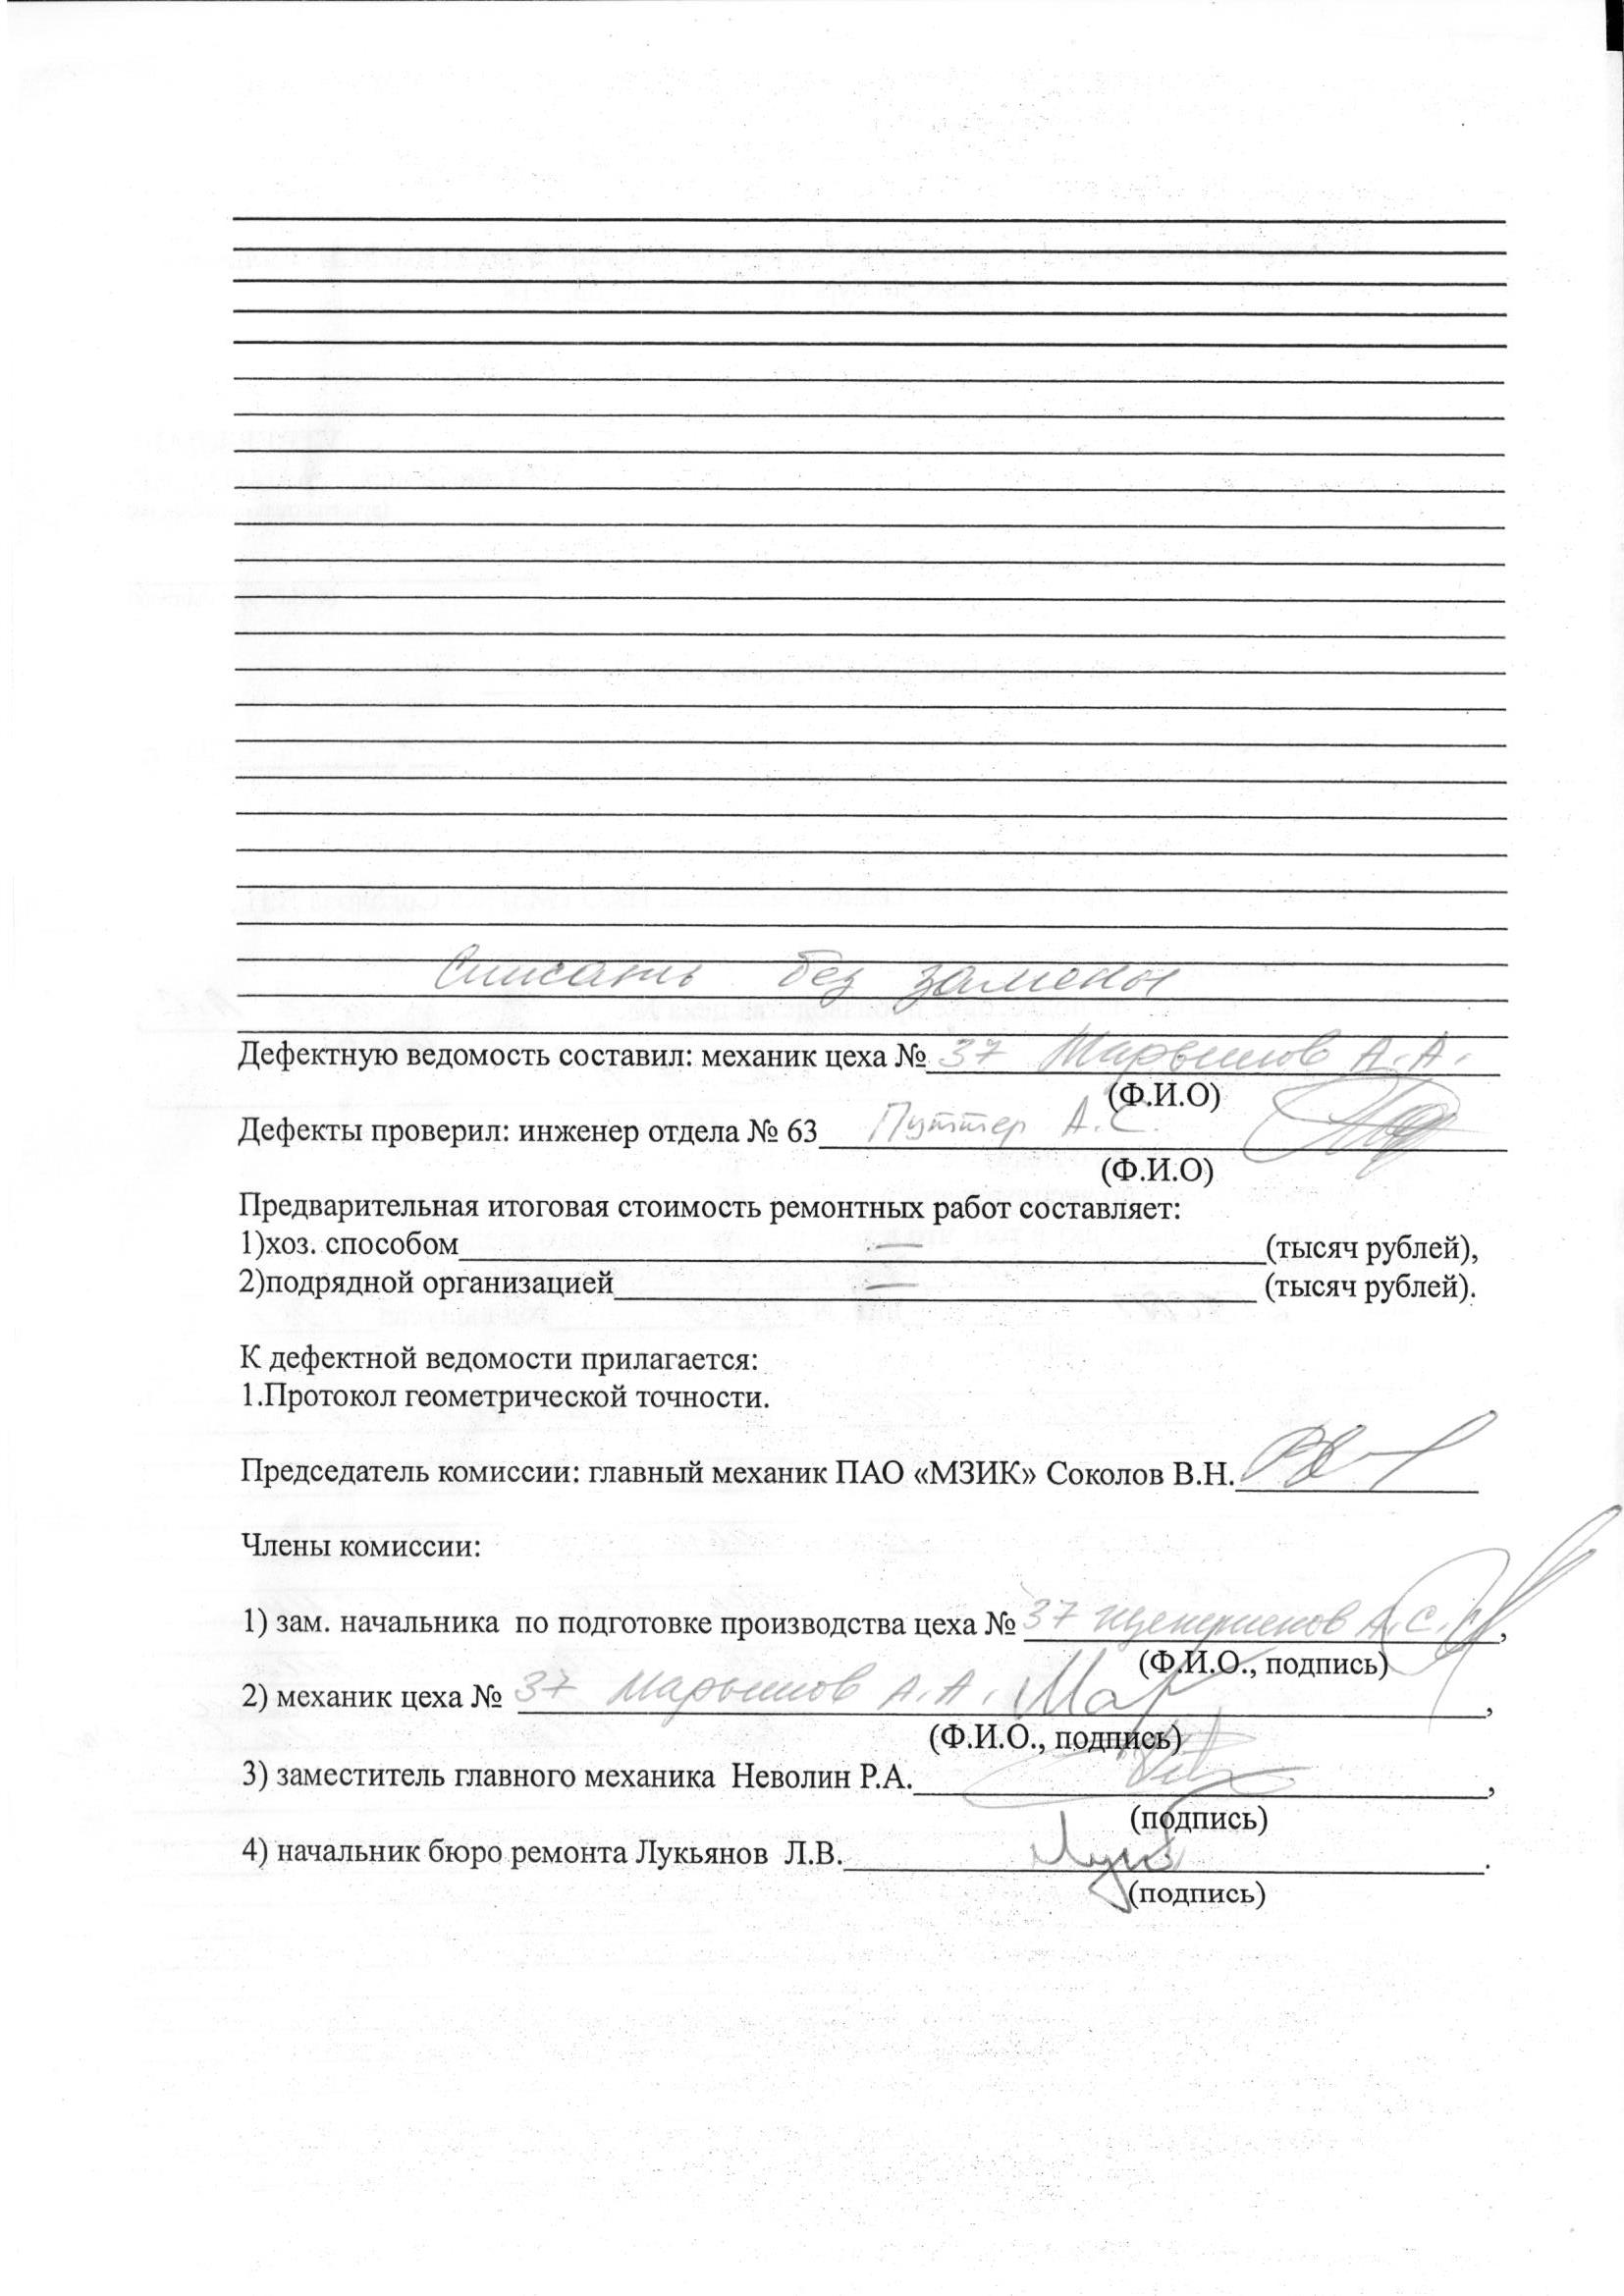 Списать без замены
Дефектную ведомость составил: механик цеха № 37 Марьинов А.А.
(Ф.И.О)
Дефекты проверил: инженер отдела № 63 Путтер А.С.
(Ф.И.О)
Предварительная итоговая стоимость ремонтных работ составляет:
1)хоз. способом — (тысяч рублей),
2)подрядной организацией — (тысяч рублей).
К дефектной ведомости прилагается:
1.Протокол геометрической точности.
Председатель комиссии: главный механик ПАО «МЗИК» Соколов В.Н.
Члены комиссии:
1) зам. начальника по подготовке производства цеха № 37 А.С.,
(Ф.И.О., подпись)
2) механик цеха № 37 Марьинов А.А.,
(Ф.И.О., подпись)
3) заместитель главного механика Неволин Р.А.,
(подпись)
4) начальник бюро ремонта Лукьянов Л.В.
(подпись)